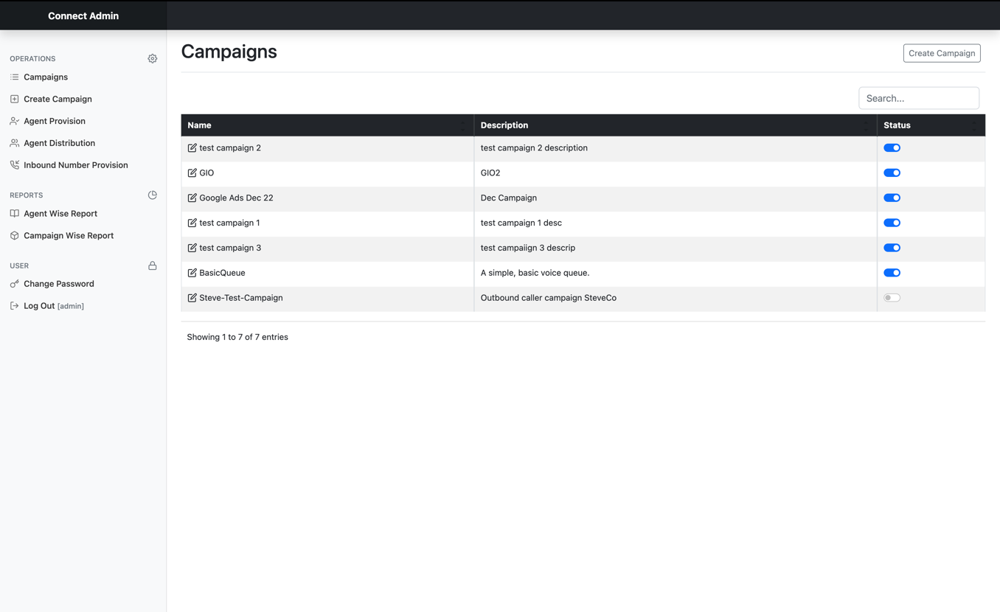 Connect Admin
OPERATIONS
Campaigns
Create Campaign
Agent Provision
Agent Distribution
Inbound Number Provision
REPORTS
Agent Wise Report
Campaign Wise Report
USER
Change Password
Log Out [admin]
Campaigns
Create Campaign
Search...
Name Description Status
test campaign 2 test campaign 2 description
GIO GIO2
Google Ads Dec 22 Dec Campaign
test campaign 1 test campaign 1 desc
test campaign 3 test campaiign 3 descrip
BasicQueue A simple, basic voice queue.
Steve-Test-Campaign Outbound caller campaign SteveCo
Showing 1 to 7 of 7 entries